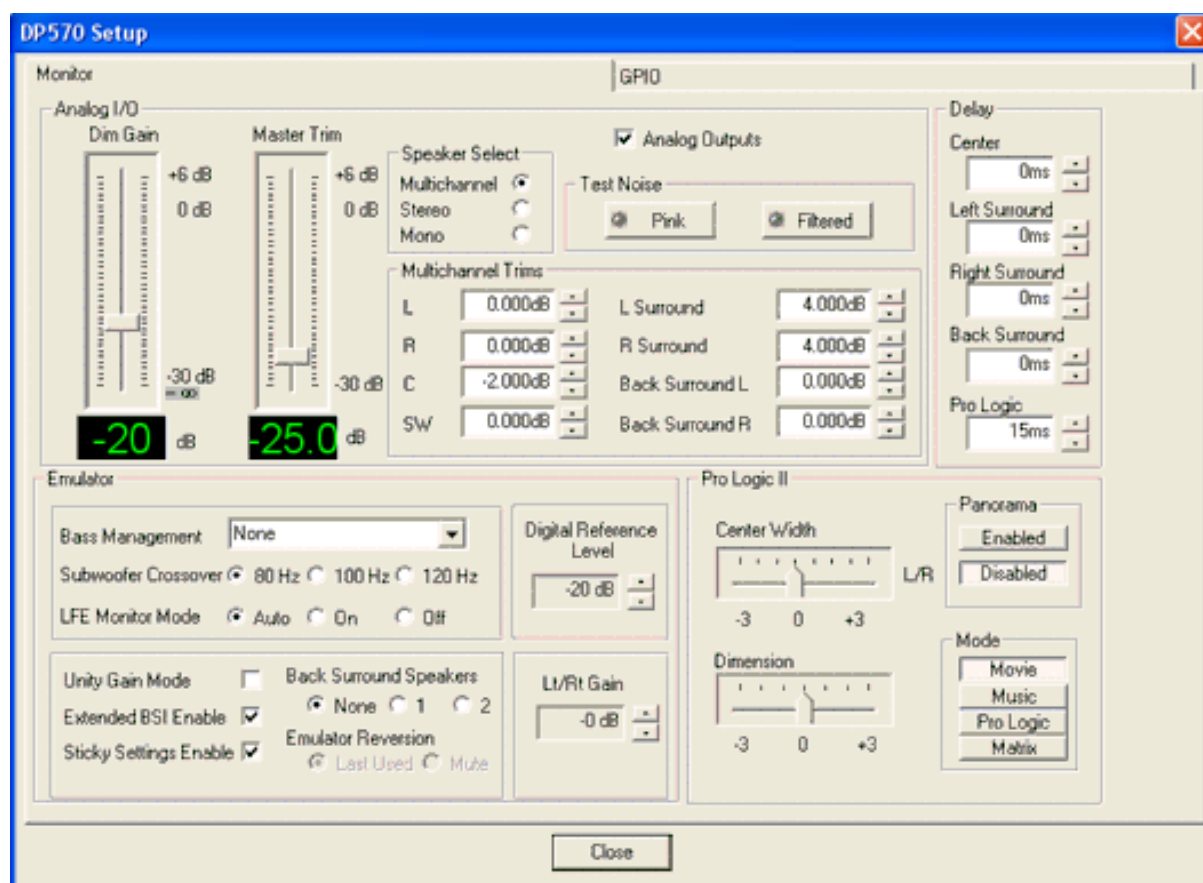 DP570 Setup
Monitor
GPIO
Analog I/O
Dim Gain
+6 dB
0 dB
-30 dB
- ∞
-20 dB
Master Trim
+6 dB
0 dB
-30 dB
-25.0 dB
Speaker Select
Multichannel
Stereo
Mono
Analog Outputs
Test Noise
Pink
Filtered
Multichannel Trims
L 0.000dB
R 0.000dB
C -2.000dB
SW 0.000dB
L Surround 4.000dB
R Surround 4.000dB
Back Surround L 0.000dB
Back Surround R 0.000dB
Delay
Center
0ms
Left Surround
0ms
Right Surround
0ms
Back Surround
0ms
Pro Logic
15ms
Emulator
Bass Management None
Subwoofer Crossover 80 Hz 100 Hz 120 Hz
LFE Monitor Mode Auto On Off
Digital Reference
Level
-20 dB
Unity Gain Mode
Extended BSI Enable
Sticky Settings Enable
Back Surround Speakers
None 1 2
Emulator Reversion
Last Used Mute
Lt/Rt Gain
-0 dB
Pro Logic II
Center Width
L/R
-3 0 +3
Dimension
-3 0 +3
Panorama
Enabled
Disabled
Mode
Movie
Music
Pro Logic
Matrix
Close